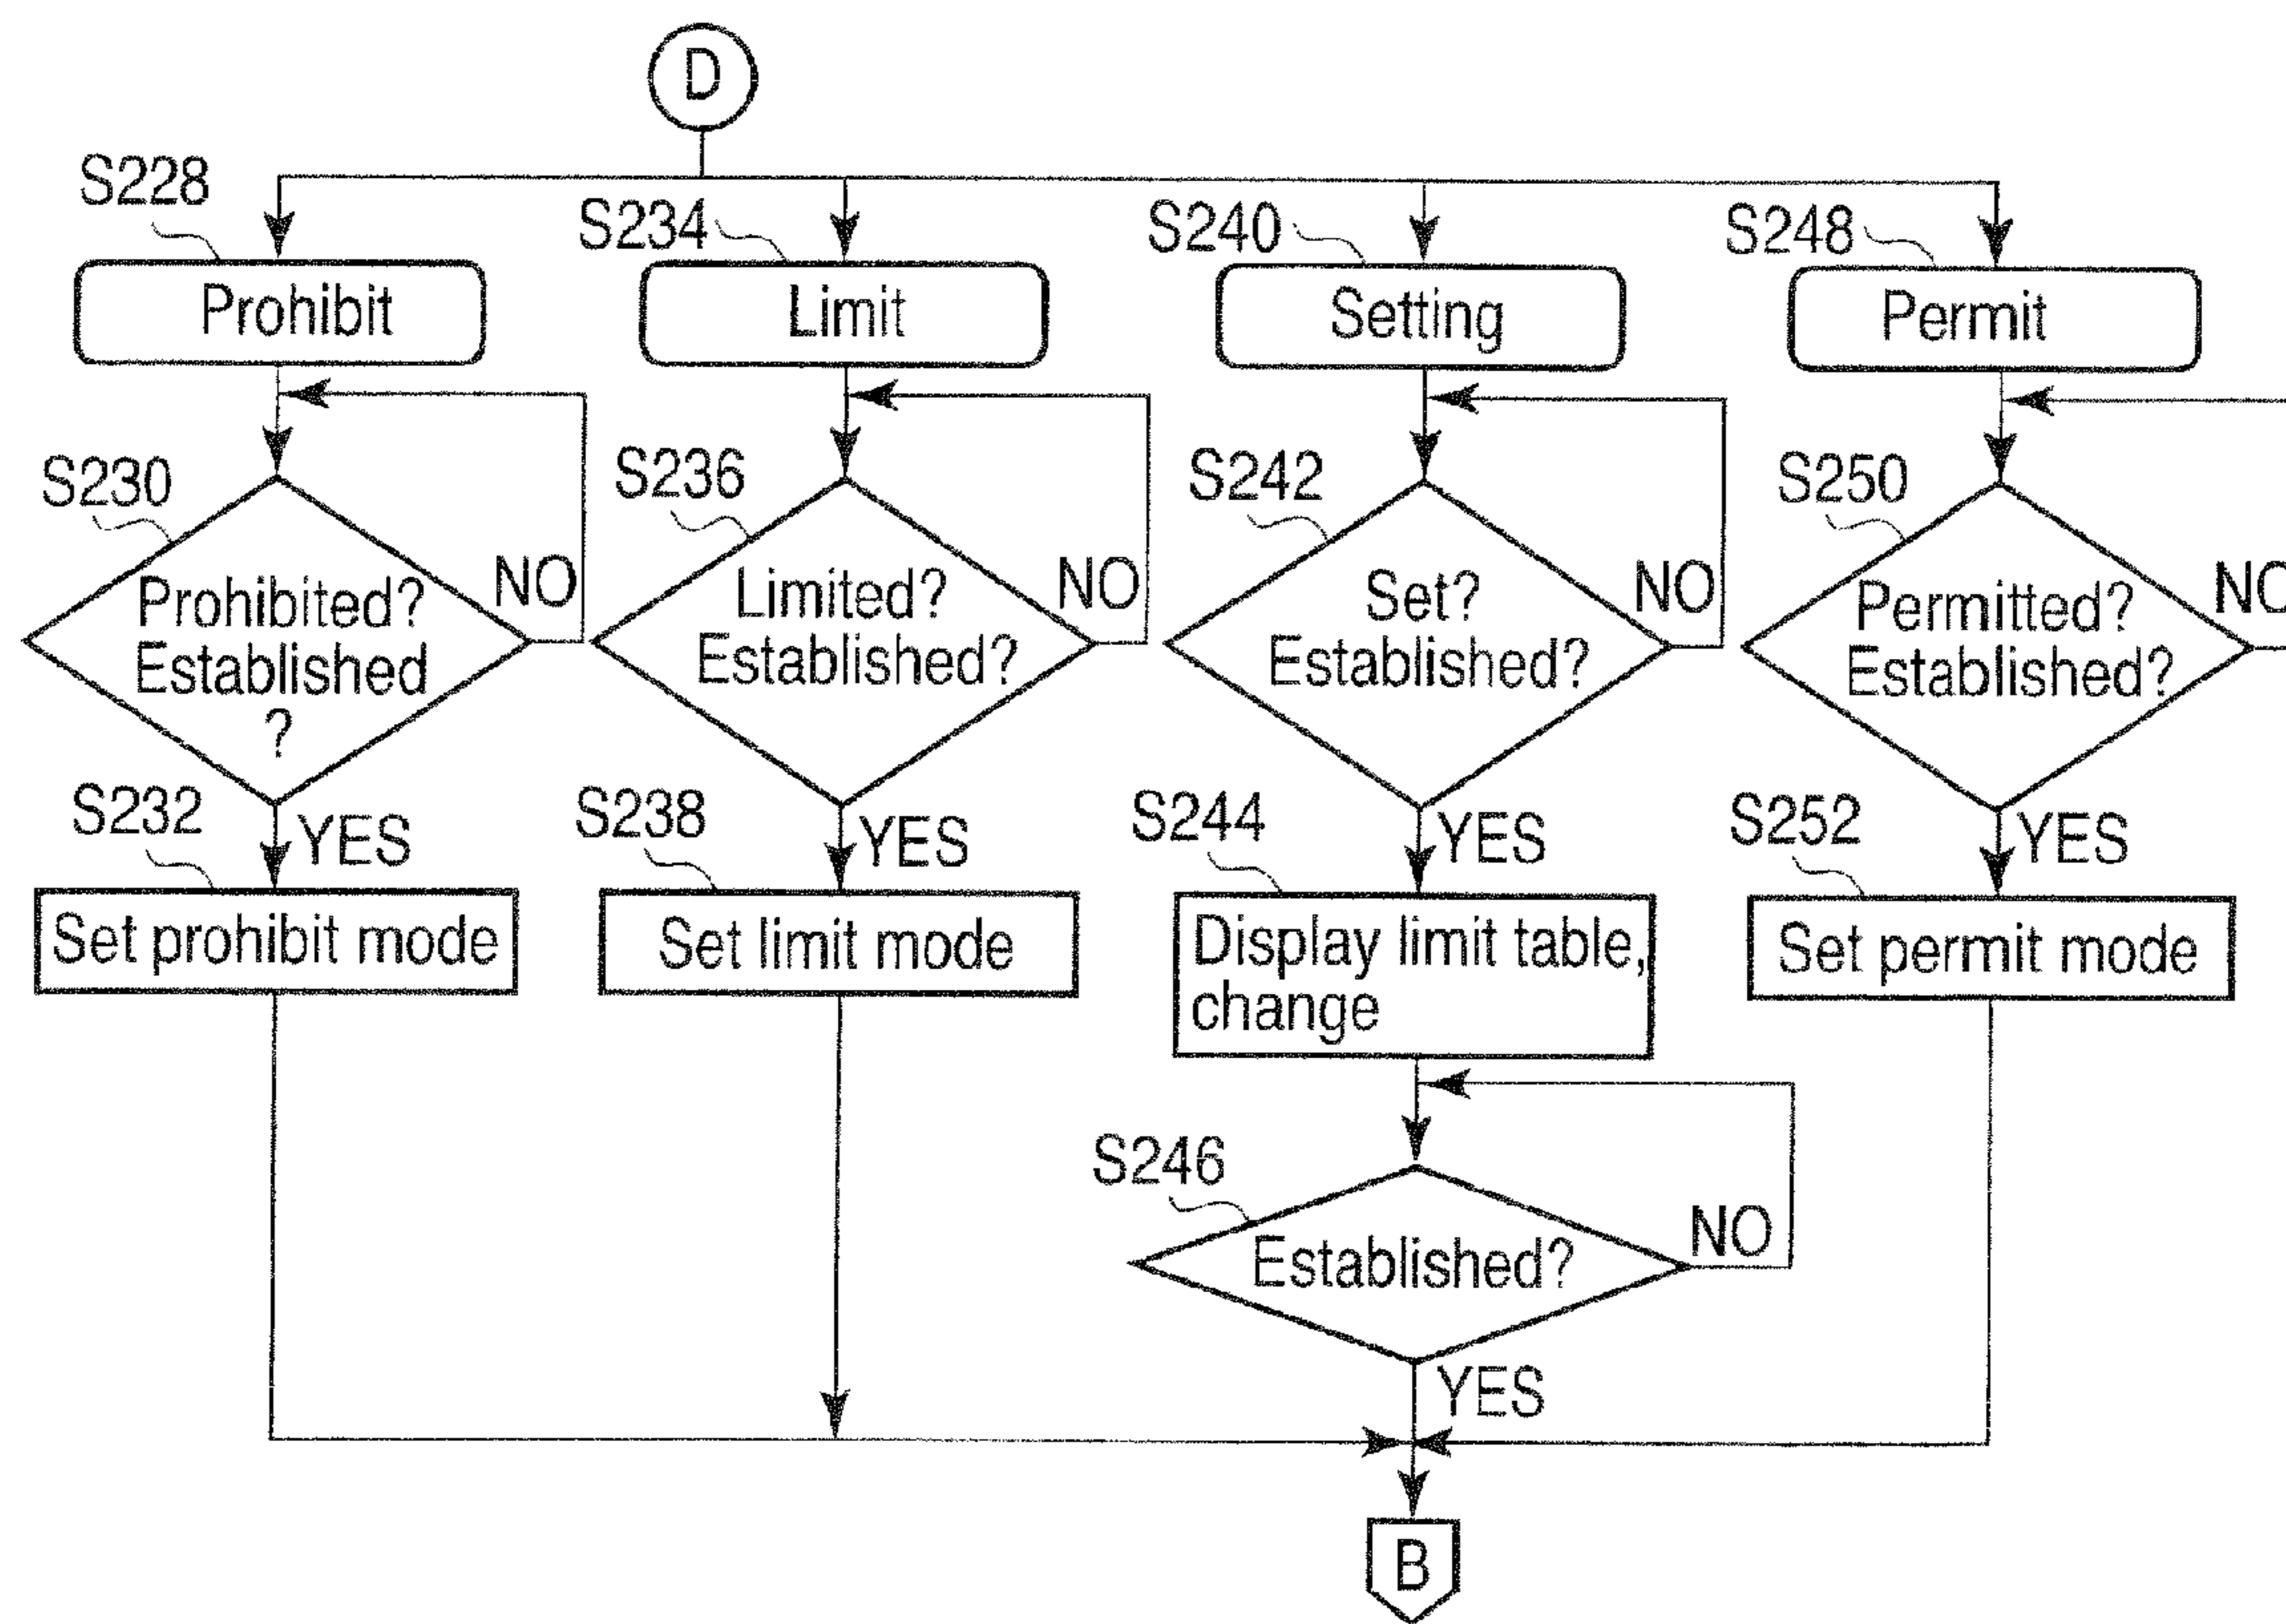 D
S228
S234
S240
S248
Prohibit
Limit
Setting
Permit
S230
S236
S242
S250
Prohibited?
Established
?
NO
Limited?
Established?
NO
Set?
Established?
NO
Permitted?
Established?
NO
S232
YES
S238
YES
S244
YES
S252
YES
Set prohibit mode
Set limit mode
Display limit table,
change
Set permit mode
S246
Established?
NO
YES
B